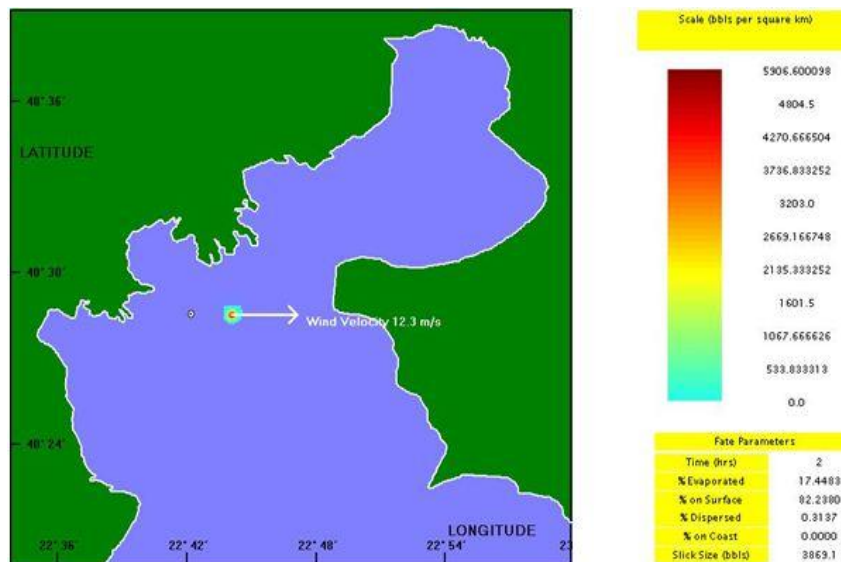 40° 36'
LATITUDE
40° 30'
Wind Velocity 12.3 m/s
40° 24'
LONGITUDE
22° 36' 22° 42' 22° 48' 22° 54' 23
Scale (bbls per square km)
5906.600098
4804.5
4270.666504
3736.833252
3203.0
2669.166748
2135.333252
1601.5
1067.666626
533.833313
0.0
Fate Parameters
Time (hrs) 2
% Evaporated 17.4483
% on Surface 82.2380
% Dispersed 0.3137
% on Coast 0.0000
Slick Size (bbls) 3869.1